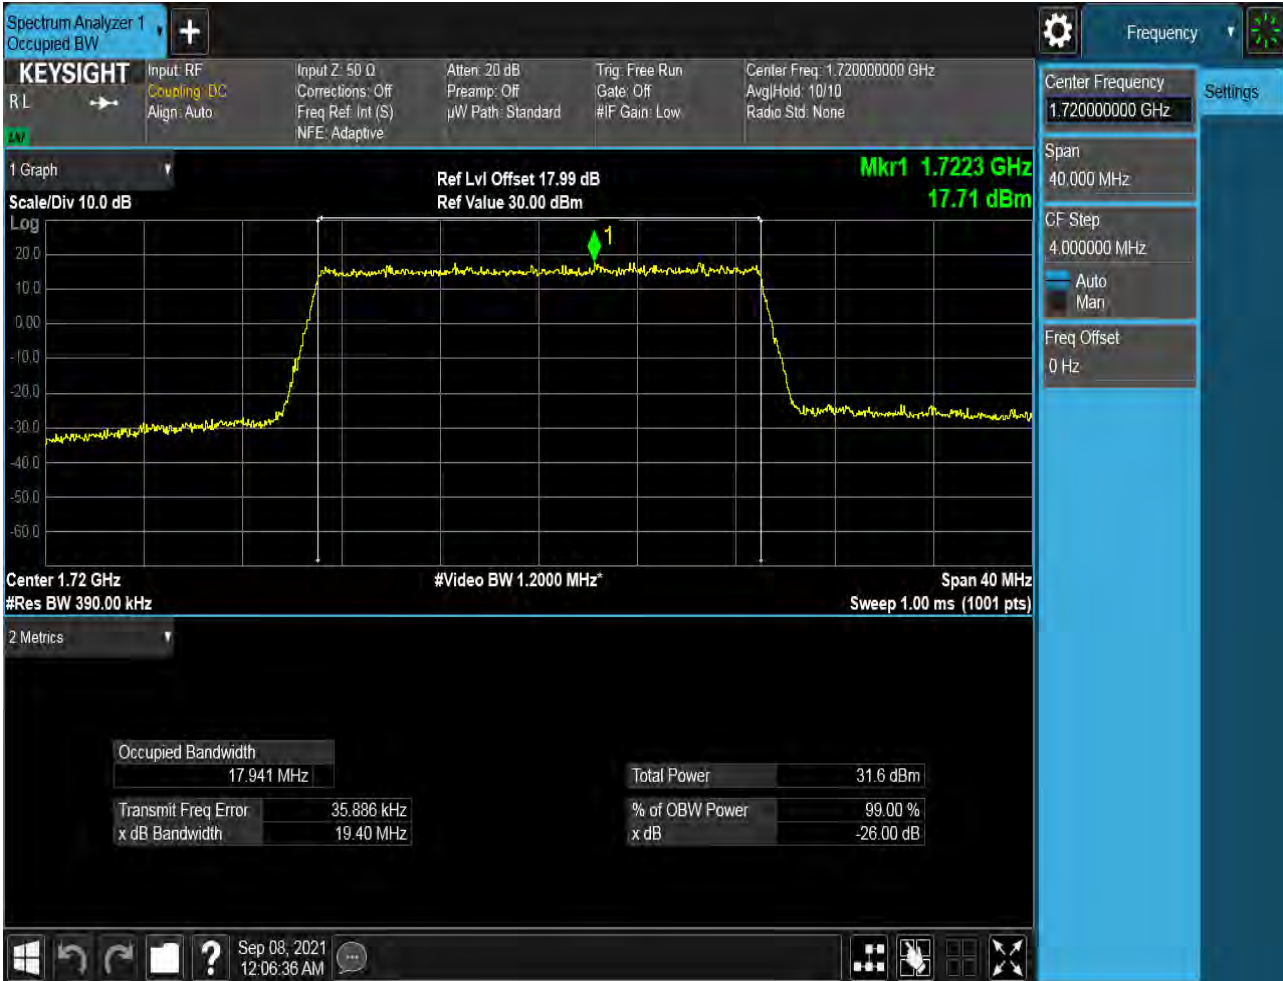 Spectrum Analyzer 1
Occupied BW
Frequency
KEYSIGHT
R L
Input: RF
Coupling: DC
Align: Auto
Input Z: 50 Ω
Corrections: Off
Freq Ref: Int (S)
NFE: Adaptive
Atten: 20 dB
Preamp: Off
µW Path: Standard
Trig: Free Run
Gate: Off
#IF Gain: Low
Center Freq: 1.720000000 GHz
Avg|Hold: 10/10
Radio Std: None
Center Frequency
1.720000000 GHz
Settings
Span
40.000 MHz
CF Step
4.000000 MHz
Auto
Man
Freq Offset
0 Hz
1 Graph
Scale/Div 10.0 dB
Log
Ref Lvl Offset 17.99 dB
Ref Value 30.00 dBm
Mkr1 1.7223 GHz
17.71 dBm
1
20.0
10.0
0.00
-10.0
-20.0
-30.0
-40.0
-50.0
-60.0
Center 1.72 GHz
#Video BW 1.2000 MHz*
Span 40 MHz
#Res BW 390.00 kHz
Sweep 1.00 ms (1001 pts)
2 Metrics
Occupied Bandwidth
17.941 MHz
Total Power 31.6 dBm
Transmit Freq Error 35.886 kHz
% of OBW Power 99.00 %
x dB Bandwidth 19.40 MHz
x dB -26.00 dB
?
Sep 08, 2021
12:06:36 AM